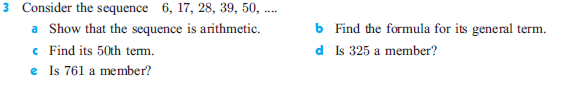 3 Consider the sequence 6, 17, 28, 39, 50, ....
a Show that the sequence is arithmetic. b Find the formula for its general term.
c Find its 50th term. d Is 325 a member?
e Is 761 a member?